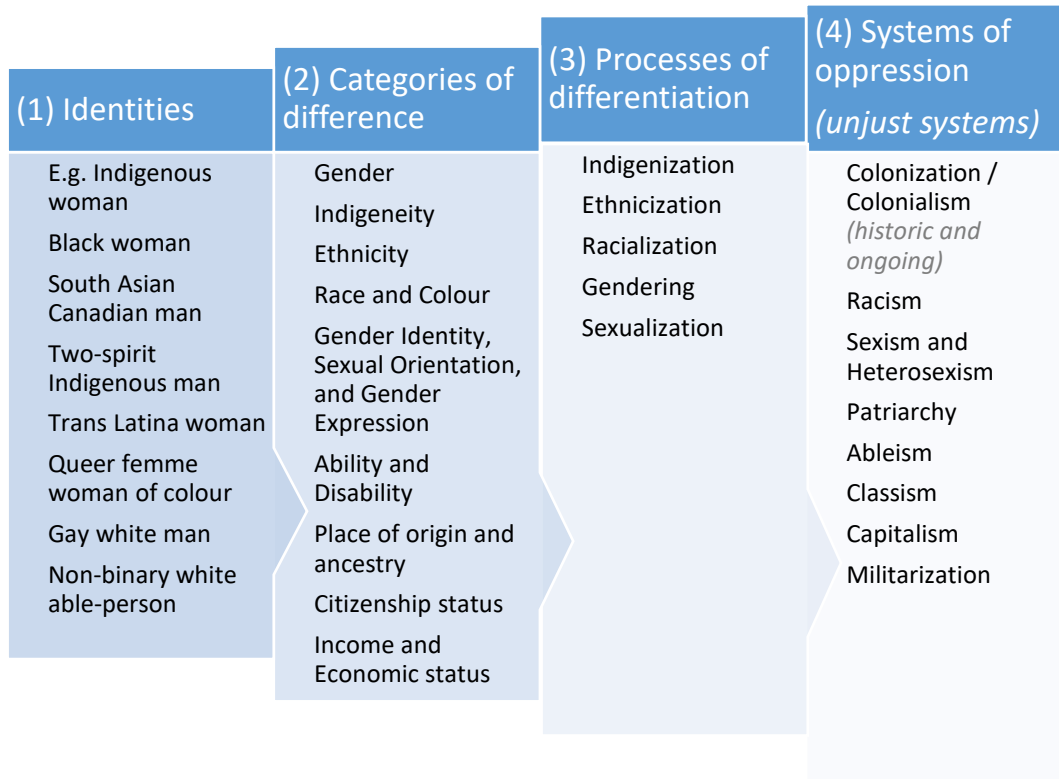 (1) Identities
E.g. Indigenous
woman
Black woman
South Asian
Canadian man
Two-spirit
Indigenous man
Trans Latina woman
Queer femme
woman of colour
Gay white man
Non-binary white
able-person
(2) Categories of
difference
Gender
Indigeneity
Ethnicity
Race and Colour
Gender Identity,
Sexual Orientation,
and Gender
Expression
Ability and
Disability
Place of origin and
ancestry
Citizenship status
Income and
Economic status
(3) Processes of
differentiation
Indigenization
Ethnicization
Racialization
Gendering
Sexualization
(4) Systems of
oppression
(unjust systems)
Colonization /
Colonialism
(historic and
ongoing)
Racism
Sexism and
Heterosexism
Patriarchy
Ableism
Classism
Capitalism
Militarization